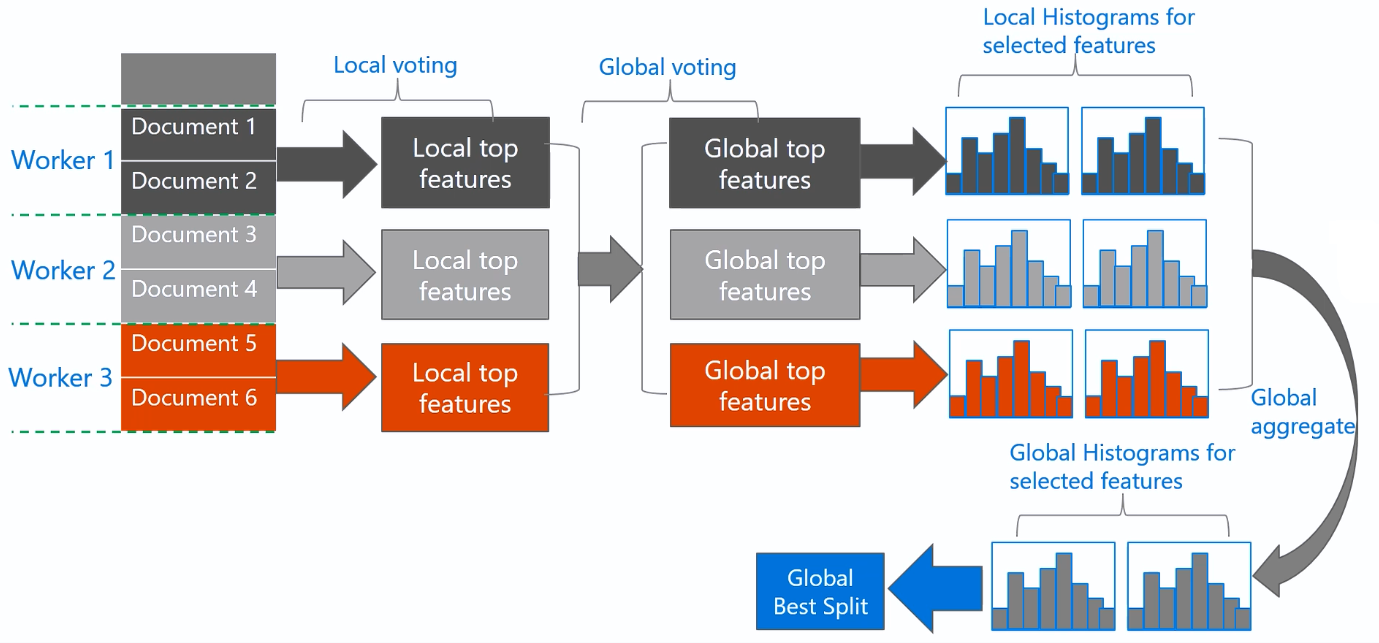 Local Histograms for
selected features
Local voting
Global voting
Worker 1
Document 1
Document 2
Local top
features
Global top
features
Worker 2
Document 3
Document 4
Local top
features
Global top
features
Worker 3
Document 5
Document 6
Local top
features
Global top
features
Global
aggregate
Global Histograms for
selected features
Global
Best Split